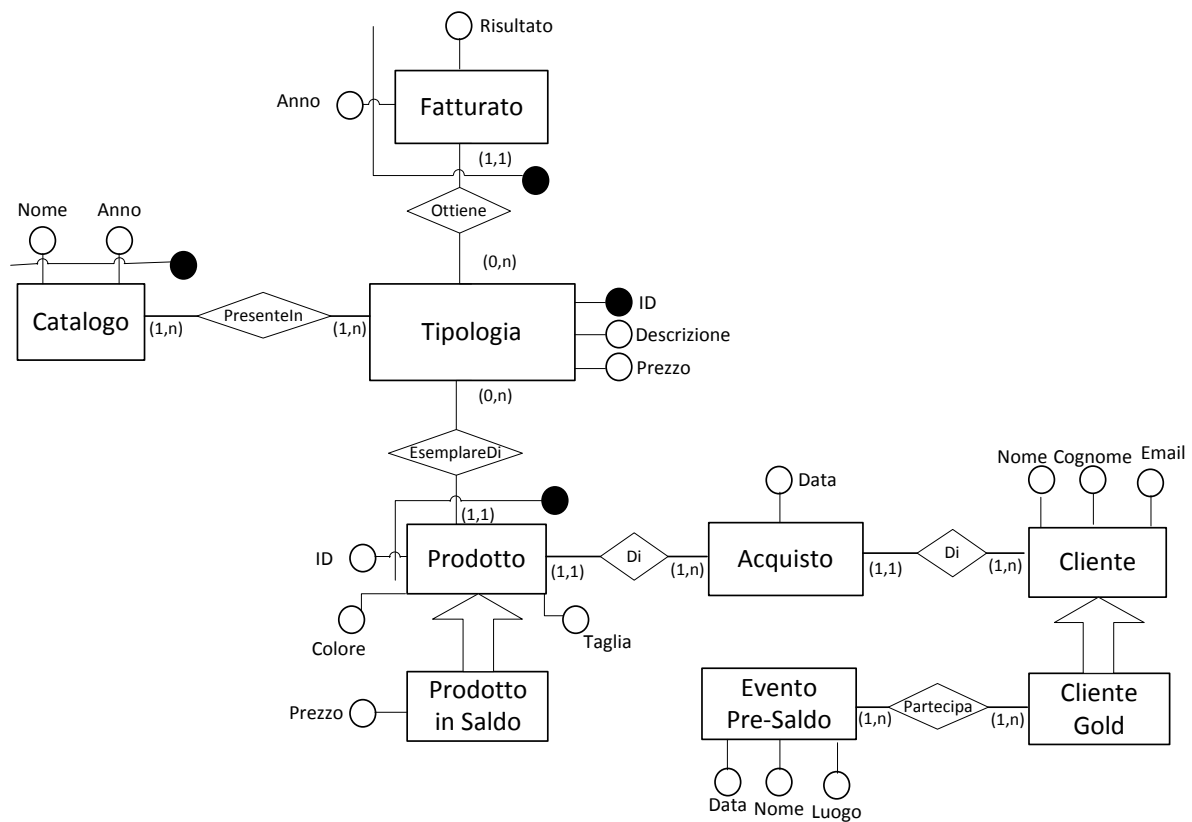 Risultato
Anno
Fatturato
(1,1)
Ottiene
Nome
Anno
(0,n)
Catalogo
(1,n)
PresenteIn
(1,n)
Tipologia
ID
Descrizione
Prezzo
(0,n)
EsemplareDi
Nome
Cognome
Email
Data
(1,1)
ID
Prodotto
(1,1)
Di
(1,n)
Acquisto
(1,1)
Di
(1,n)
Cliente
Colore
Taglia
Prezzo
Prodotto
in Saldo
Evento
Pre-Saldo
(1,n)
Partecipa
(1,n)
Cliente
Gold
Data
Nome
Luogo